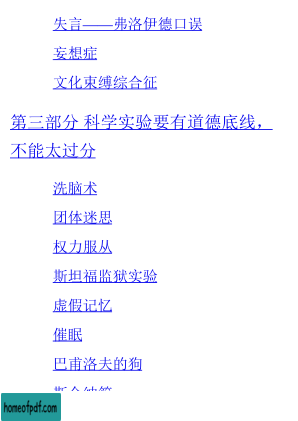 失言——弗洛伊德口误
妄想症
文化束缚综合征
第三部分 科学实验要有道德底线，
不能太过分
洗脑术
团体迷思
权力服从
斯坦福监狱实验
虚假记忆
催眠
巴甫洛夫的狗
homeofpdf.com